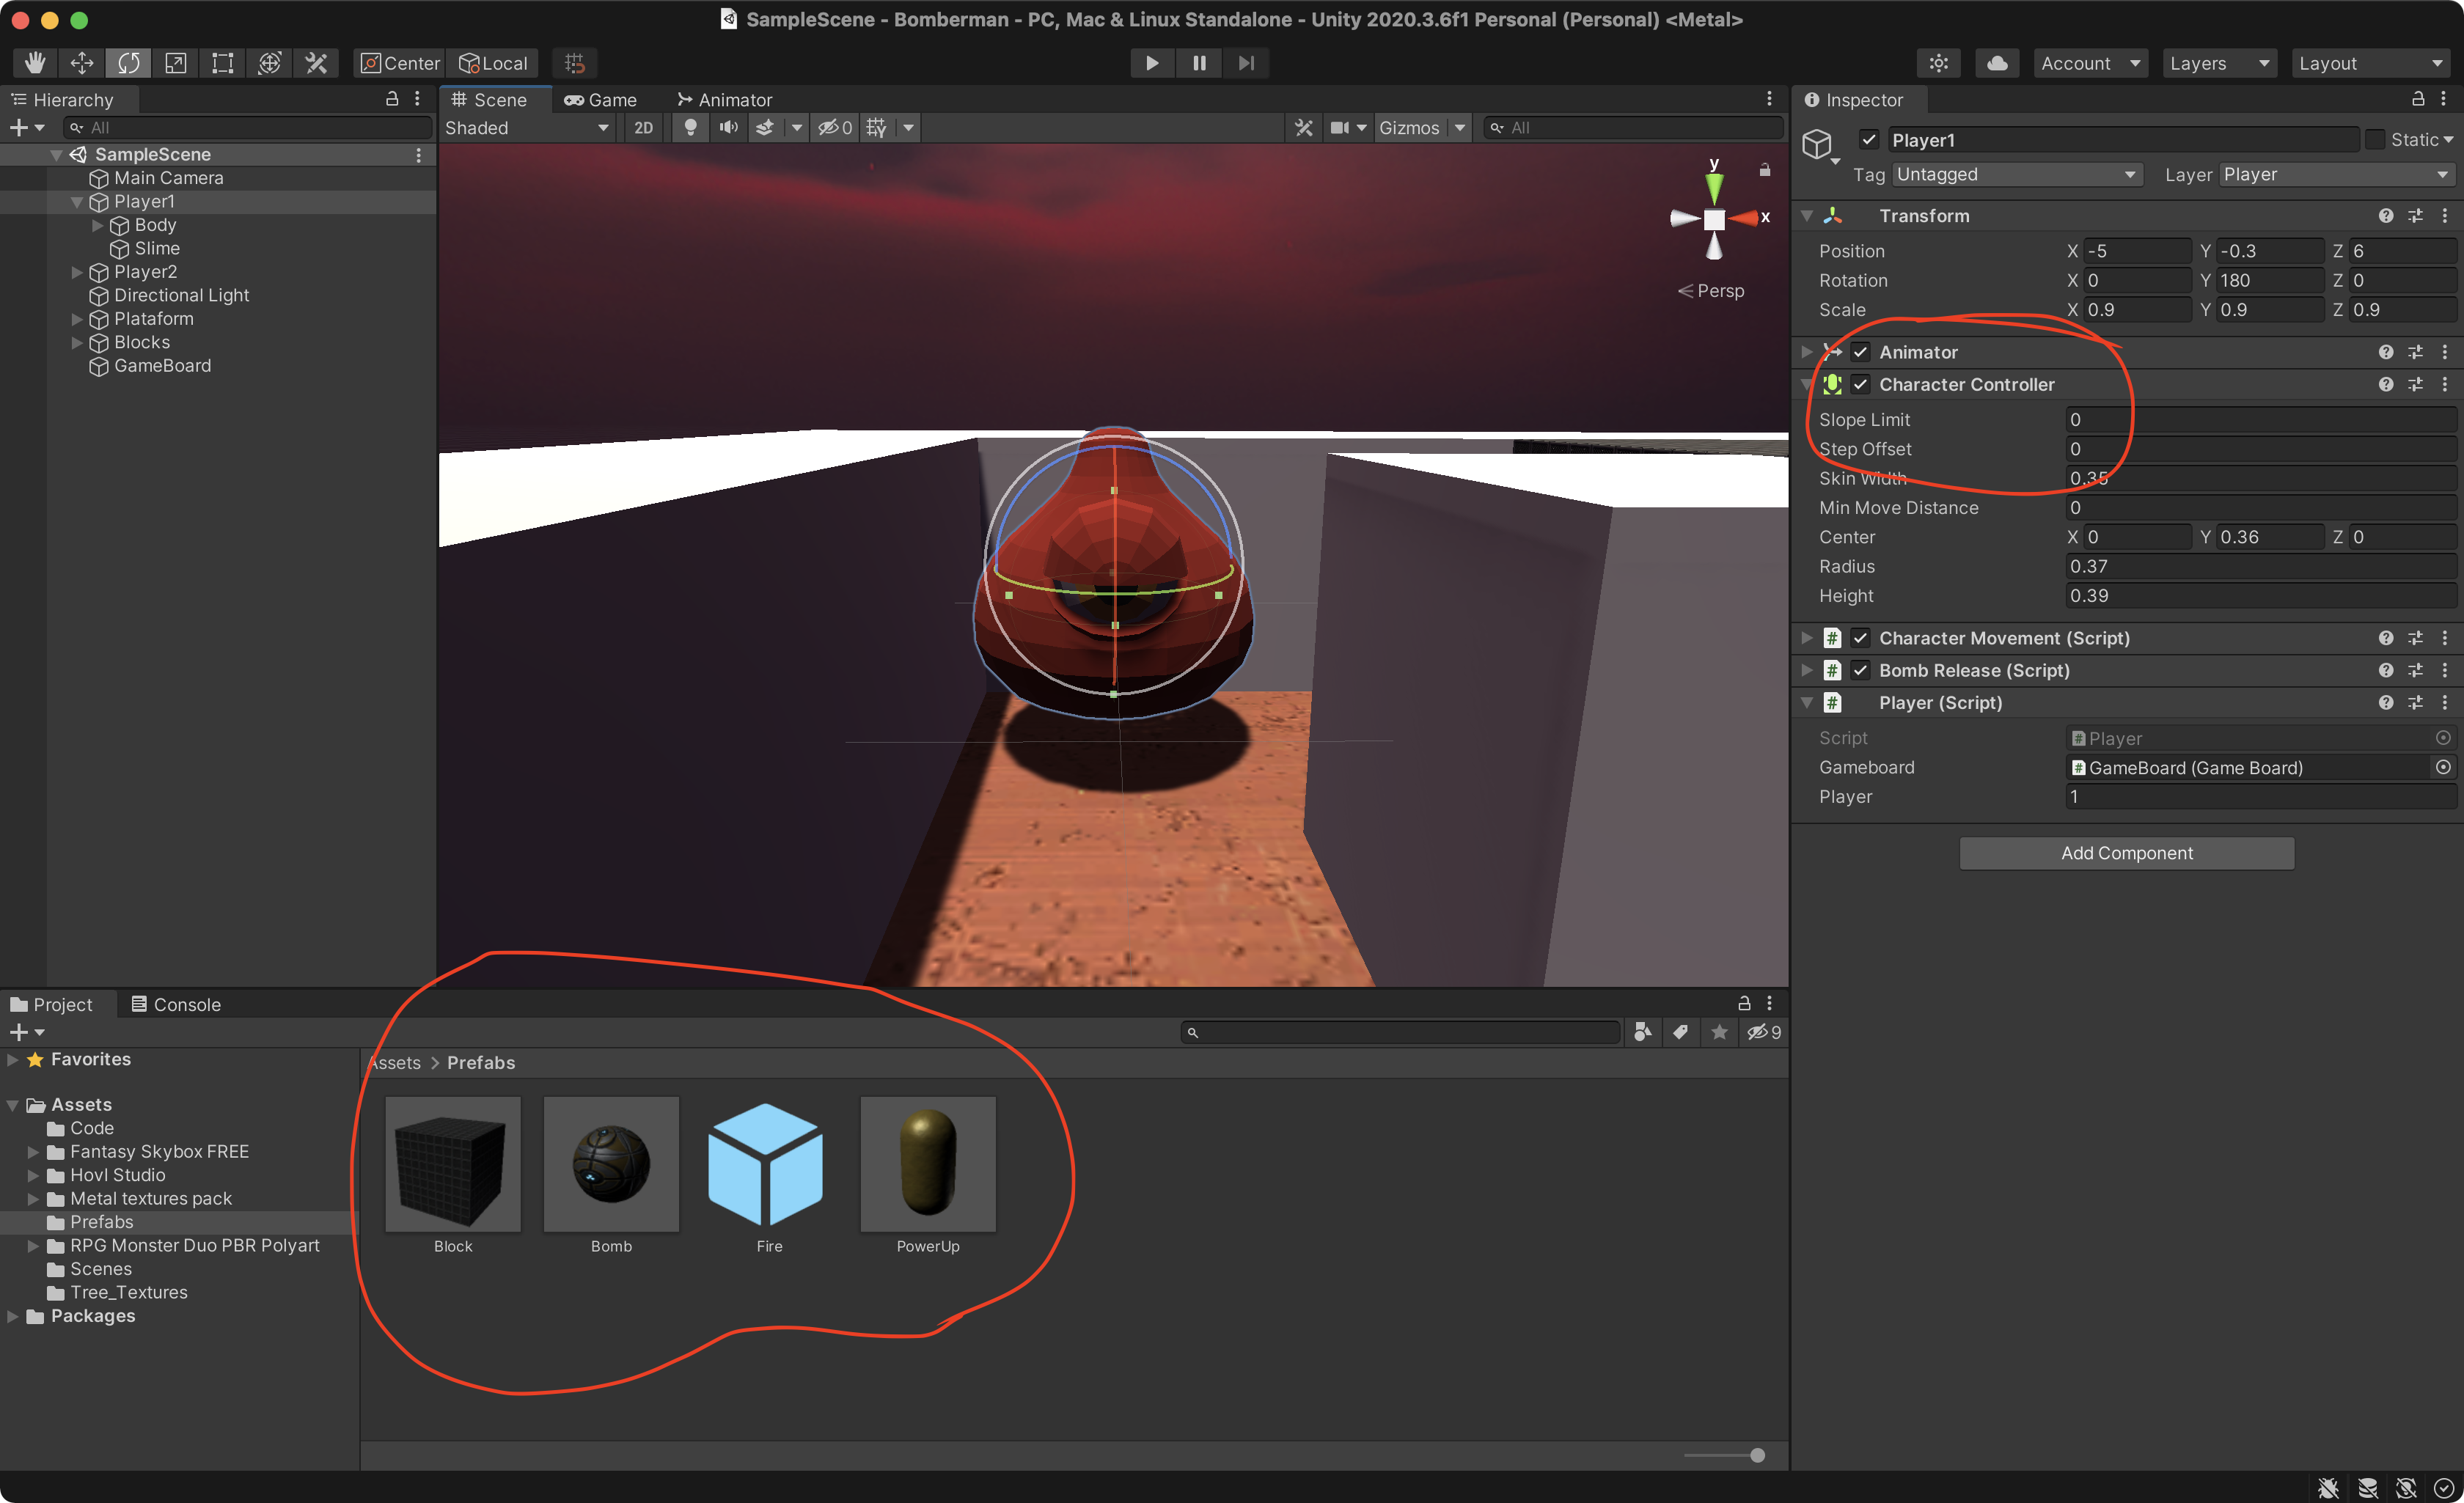 SampleScene - Bomberman - PC, Mac & Linux Standalone - Unity 2020.3.6f1 Personal (Personal) <Metal>
Center Local Account Layers Layout
Hierarchy
All
SampleScene
Main Camera
Player1
Body
Slime
Player2
Directional Light
Plataform
Blocks
GameBoard
Scene Game Animator
Shaded 2D 0 Gizmos All
y
x
Persp
Inspector
Player1 Static
Tag Untagged Layer Player
Transform
Position X -5 Y -0.3 Z 6
Rotation X 0 Y 180 Z 0
Scale X 0.9 Y 0.9 Z 0.9
Animator
Character Controller
Slope Limit 0
Step Offset 0
Skin Width 0.35
Min Move Distance 0
Center X 0 Y 0.36 Z 0
Radius 0.37
Height 0.39
# Character Movement (Script)
# Bomb Release (Script)
# Player (Script)
Script # Player
Gameboard # GameBoard (Game Board)
Player 1
Add Component
Project Console
9
Favorites
Assets
Code
Fantasy Skybox FREE
Hovl Studio
Metal textures pack
Prefabs
RPG Monster Duo PBR Polyart
Scenes
Tree_Textures
Packages
Assets > Prefabs
Block Bomb Fire PowerUp